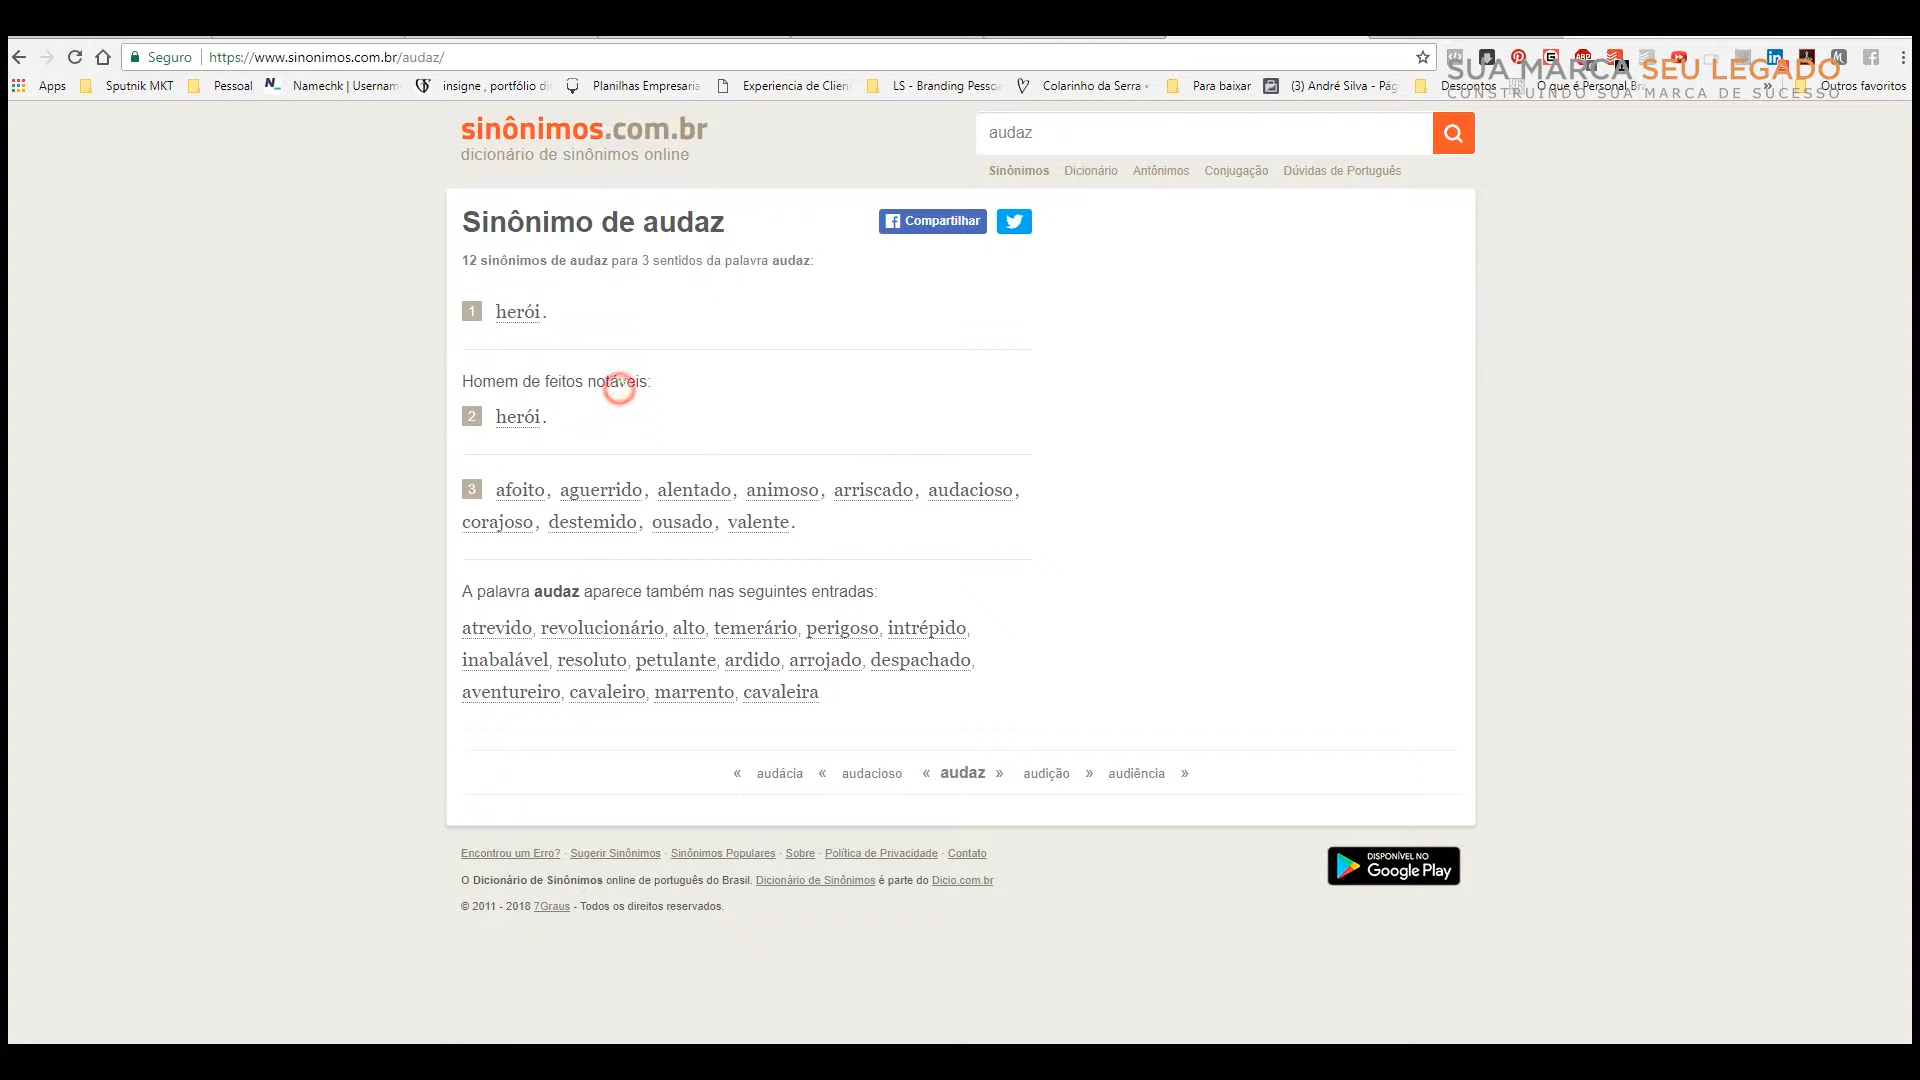 Seguro | https://www.sinonimos.com.br/audaz/
Apps Sputnik MKT Pessoal Namechk | Usernam insigne , portfólio di Planilhas Empresaria Experiencia de Clien LS - Branding Pesso Colarinho da Serra Para baixar (3) André Silva - Pág Descontos O que é Personal Br » Outros favoritos
SUA MARCA SEU LEGADO
CONSTRUINDO SUA MARCA DE SUCESSO
sinônimos.com.br
dicionário de sinônimos online
audaz
Sinônimos Dicionário Antônimos Conjugação Dúvidas de Português
Sinônimo de audaz
Compartilhar
12 sinônimos de audaz para 3 sentidos da palavra audaz:
1 herói.
Homem de feitos notáveis:
2 herói.
3 afoito, aguerrido, alentado, animoso, arriscado, audacioso,
corajoso, destemido, ousado, valente.
A palavra audaz aparece também nas seguintes entradas:
atrevido, revolucionário, alto, temerário, perigoso, intrépido,
inabalável, resoluto, petulante, ardido, arrojado, despachado,
aventureiro, cavaleiro, marrento, cavaleira
« audácia « audacioso « audaz » audição » audiência »
Encontrou um Erro? · Sugerir Sinônimos · Sinônimos Populares · Sobre · Política de Privacidade · Contato
O Dicionário de Sinônimos online de português do Brasil. Dicionário de Sinônimos é parte do Dicio.com.br
© 2011 - 2018 7Graus - Todos os direitos reservados.
DISPONÍVEL NO
Google Play